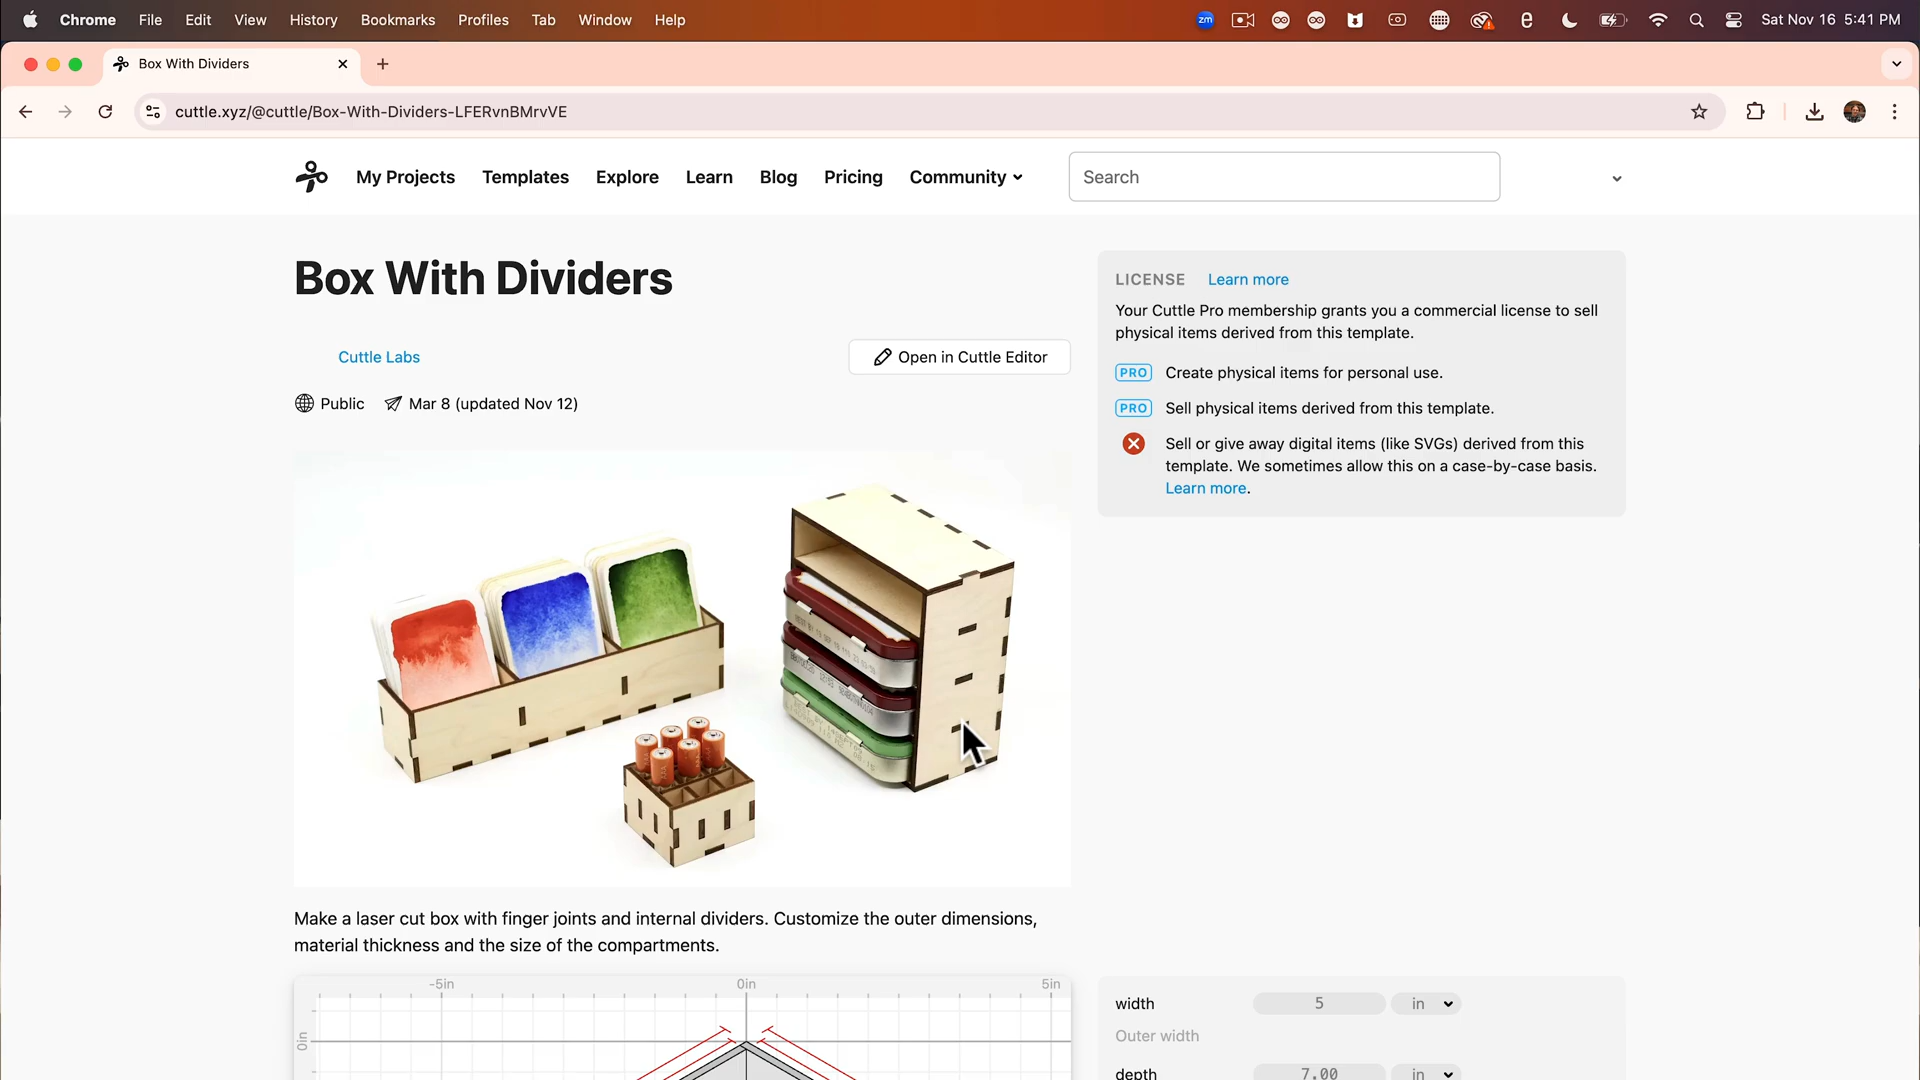 Chrome File Edit View History Bookmarks Profiles Tab Window Help
zm
Sat Nov 16 5:41 PM
Box With Dividers
cuttle.xyz/@cuttle/Box-With-Dividers-LFERvnBMrvVE
My Projects Templates Explore Learn Blog Pricing Community
Search
Box With Dividers
Cuttle Labs
Open in Cuttle Editor
Public Mar 8 (updated Nov 12)
LICENSE Learn more
Your Cuttle Pro membership grants you a commercial license to sell
physical items derived from this template.
PRO Create physical items for personal use.
PRO Sell physical items derived from this template.
Sell or give away digital items (like SVGs) derived from this
template. We sometimes allow this on a case-by-case basis.
Learn more.
Make a laser cut box with finger joints and internal dividers. Customize the outer dimensions,
material thickness and the size of the compartments.
-5in 0in 5in
0in
width 5 in
Outer width
depth 7.00 in